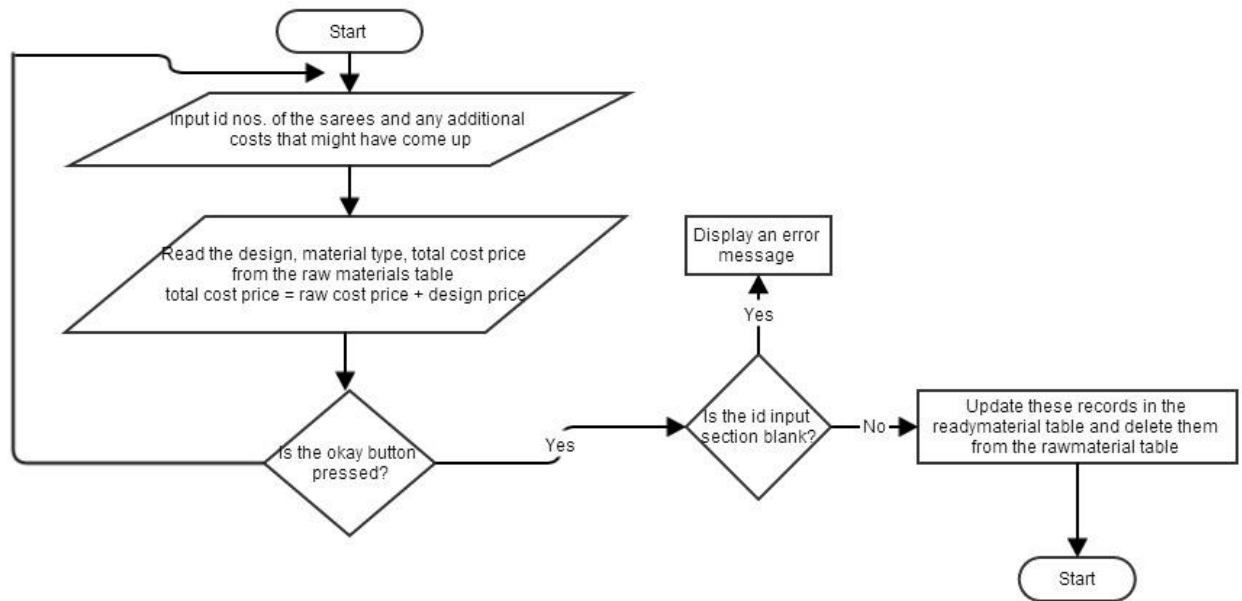 Start
Input id nos. of the sarees and any additional
costs that might have come up
Read the design, material type, total cost price
from the raw materials table
total cost price = raw cost price + design price
Is the okay button
pressed?
Yes
Is the id input
section blank?
Yes
Display an error
message
No
Update these records in the
readymaterial table and delete them
from the rawmaterial table
Start